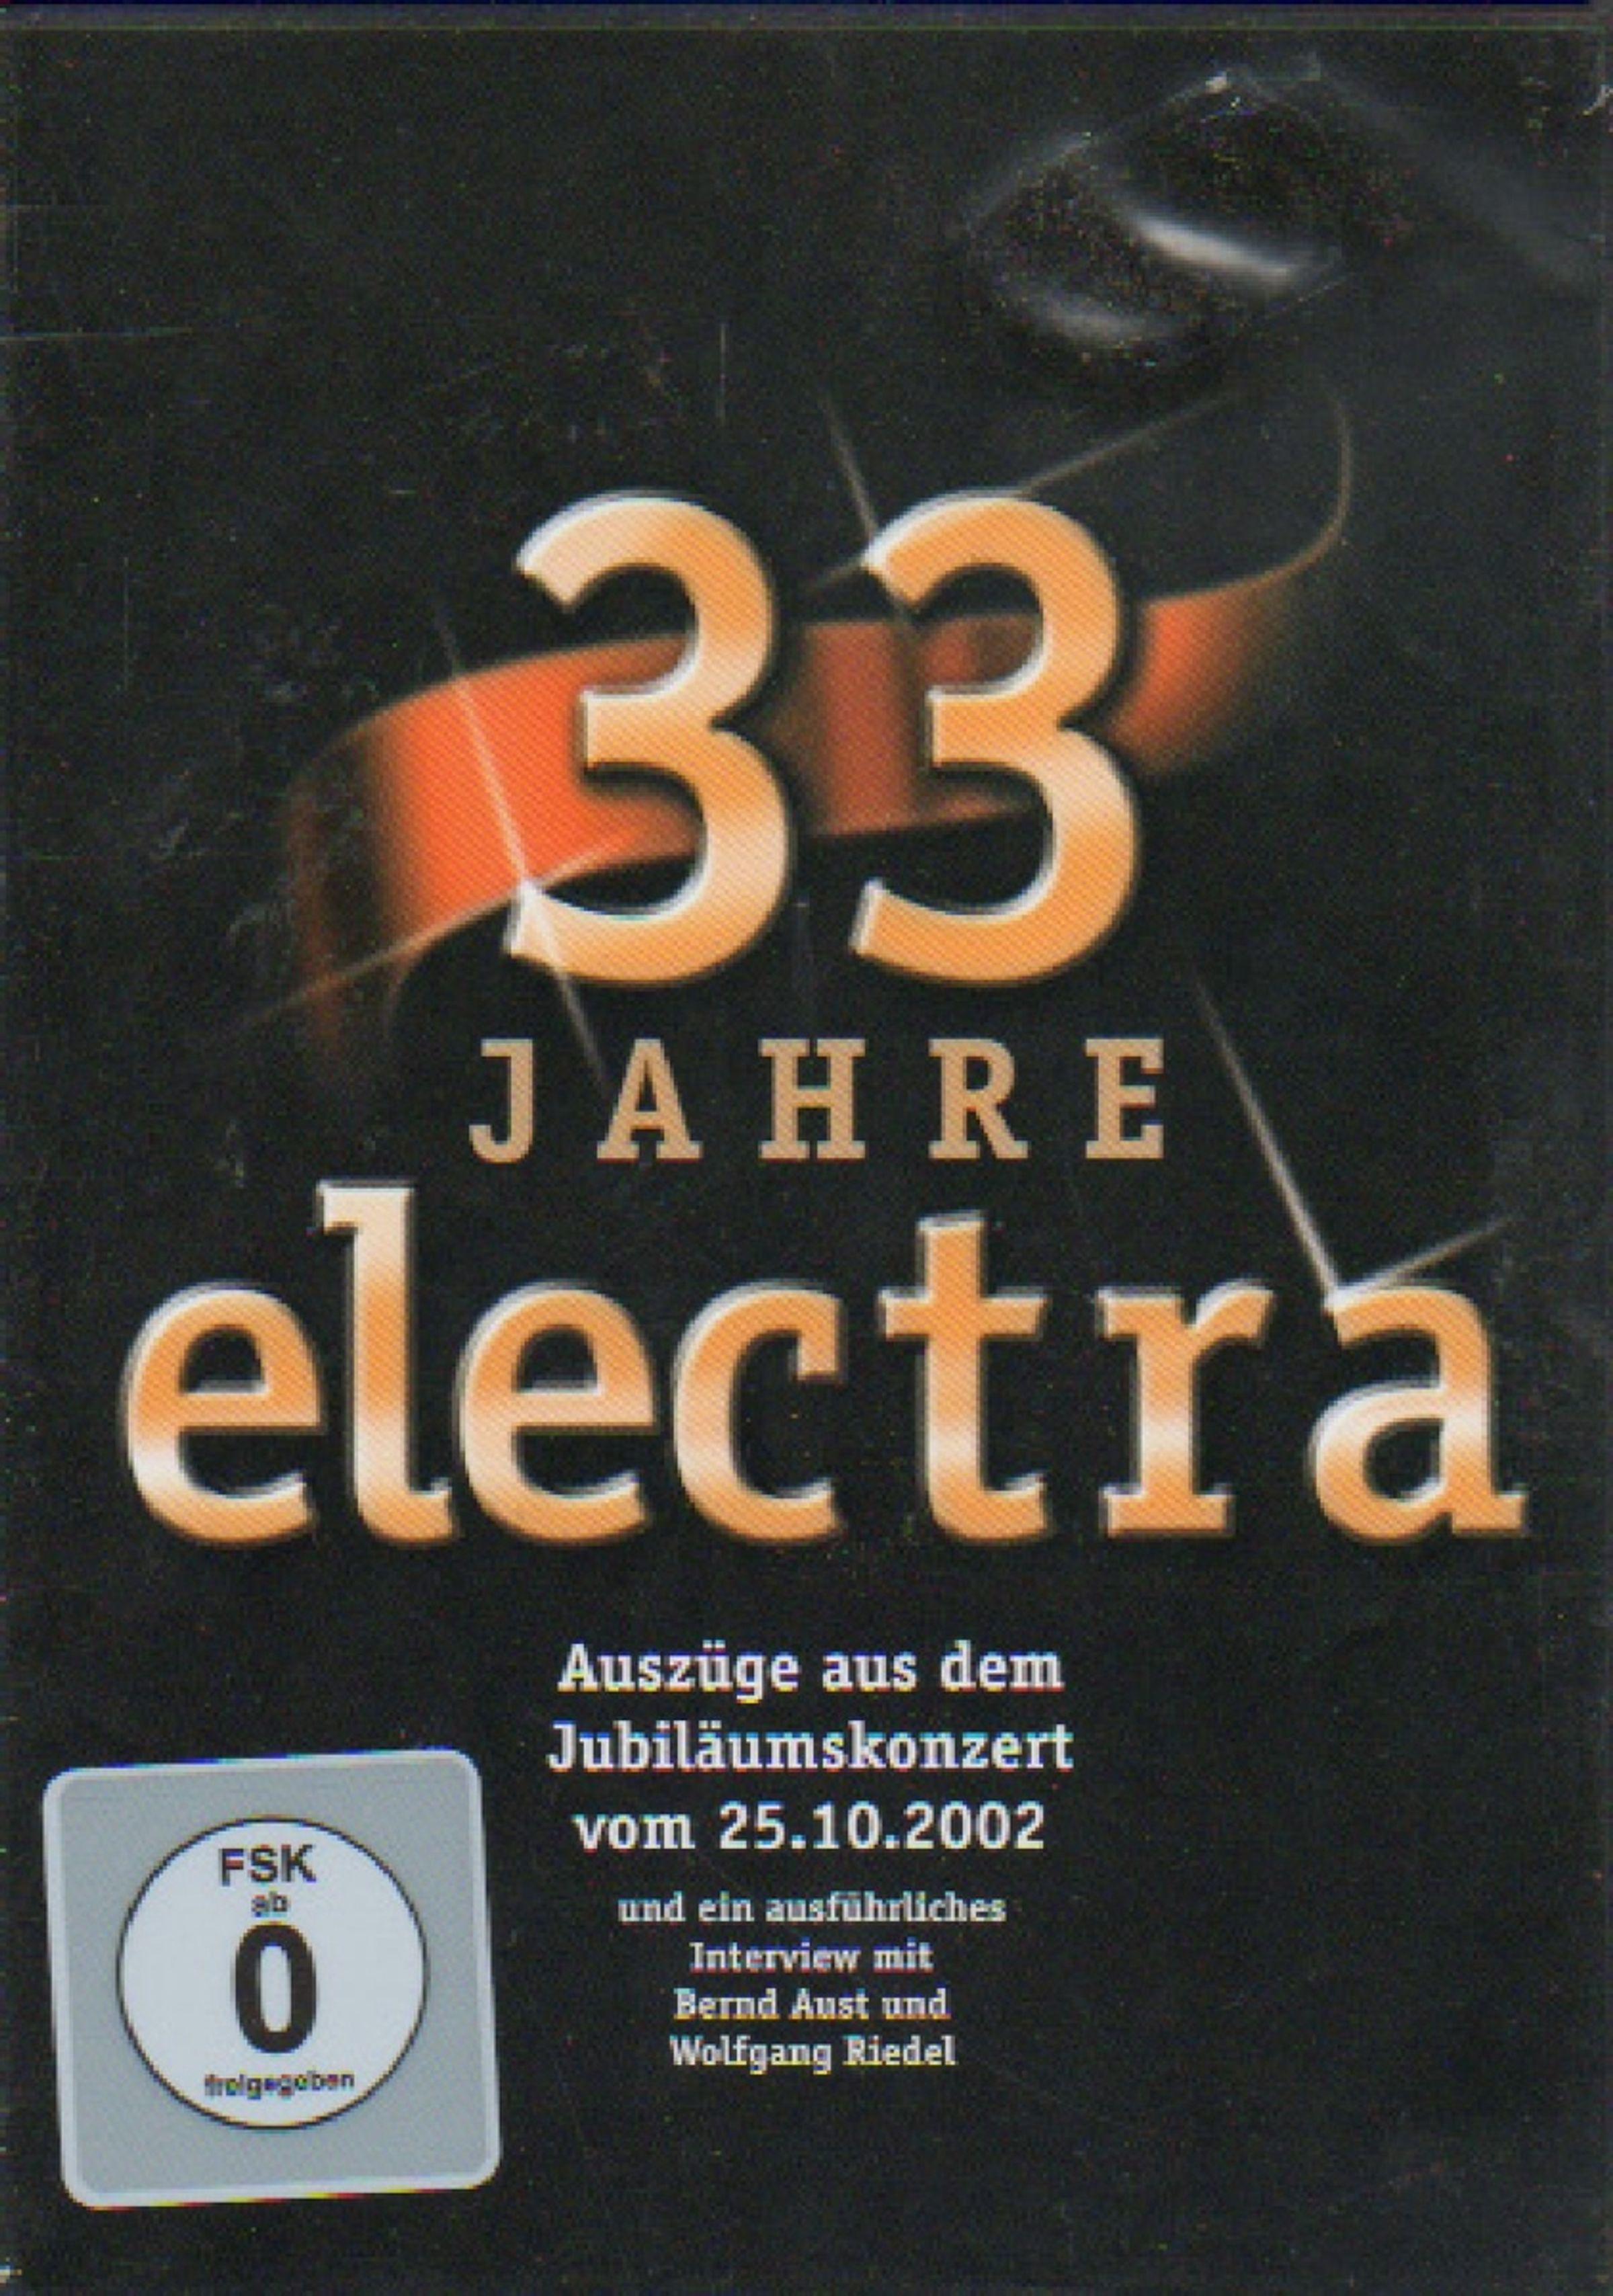 33
JAHRE
electra
Auszüge aus dem
Jubiläumskonzert
vom 25.10.2002
und ein ausführliches
Interview mit
Bernd Aust und
Wolfgang Riedel
FSK
ab
0
freigegeben